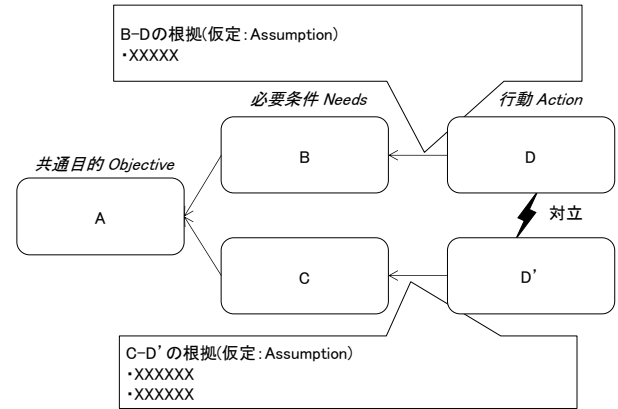 B-Dの根拠(仮定:Assumption)
・XXXXX
必要条件 Needs
行動 Action
共通目的 Objective
B
D
A
対立
C
D’
C-D’の根拠(仮定:Assumption)
・XXXXXX
・XXXXXX